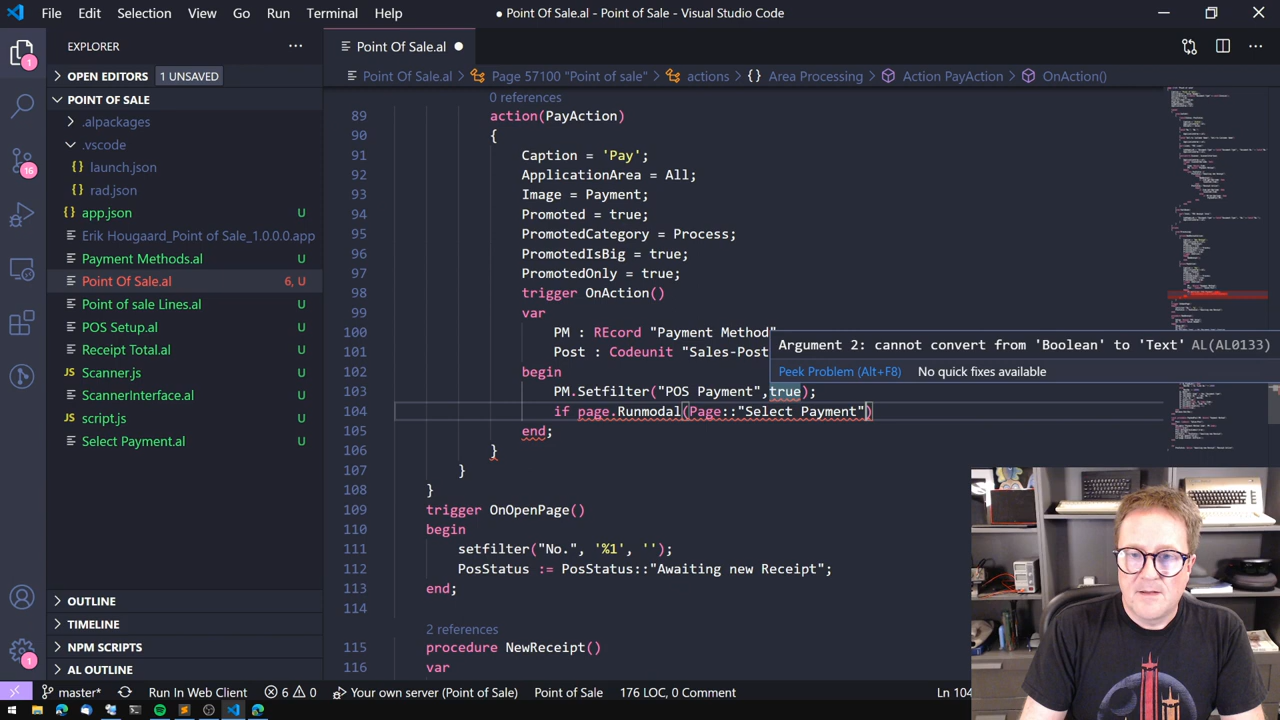 File Edit Selection View Go Run Terminal Help
● Point Of Sale.al - Point of Sale - Visual Studio Code
EXPLORER
Point Of Sale.al
OPEN EDITORS 1 UNSAVED
Point Of Sale.al > Page 57100 "Point of sale" > actions > {} Area Processing > Action PayAction > OnAction()
POINT OF SALE
.alpackages
.vscode
launch.json
rad.json
app.json U
Erik Hougaard_Point of Sale_1.0.0.0.app
Payment Methods.al U
Point Of Sale.al 6, U
Point of sale Lines.al U
POS Setup.al U
Receipt Total.al U
Scanner.js U
ScannerInterface.al U
script.js U
Select Payment.al U
OUTLINE
TIMELINE
NPM SCRIPTS
AL OUTLINE
1
16
1
0 references
89 action(PayAction)
90 {
91 Caption = 'Pay';
92 ApplicationArea = All;
93 Image = Payment;
94 Promoted = true;
95 PromotedCategory = Process;
96 PromotedIsBig = true;
97 PromotedOnly = true;
98 trigger OnAction()
99 var
100 PM : REcord "Payment Method"
101 Post : Codeunit "Sales-Post
Argument 2: cannot convert from 'Boolean' to 'Text' AL(AL0133)
Peek Problem (Alt+F8) No quick fixes available
102 begin
103 PM.Setfilter("POS Payment",true);
104 if page.Runmodal(Page::"Select Payment")
105 end;
106 }
107 }
108 }
109 trigger OnOpenPage()
110 begin
111 setfilter("No.", '%1', '');
112 PosStatus := PosStatus::"Awaiting new Receipt";
113 end;
114
2 references
115 procedure NewReceipt()
116 var
master* Run In Web Client 6 0 Your own server (Point of Sale) Point of Sale 176 LOC, 0 Comment Ln 104